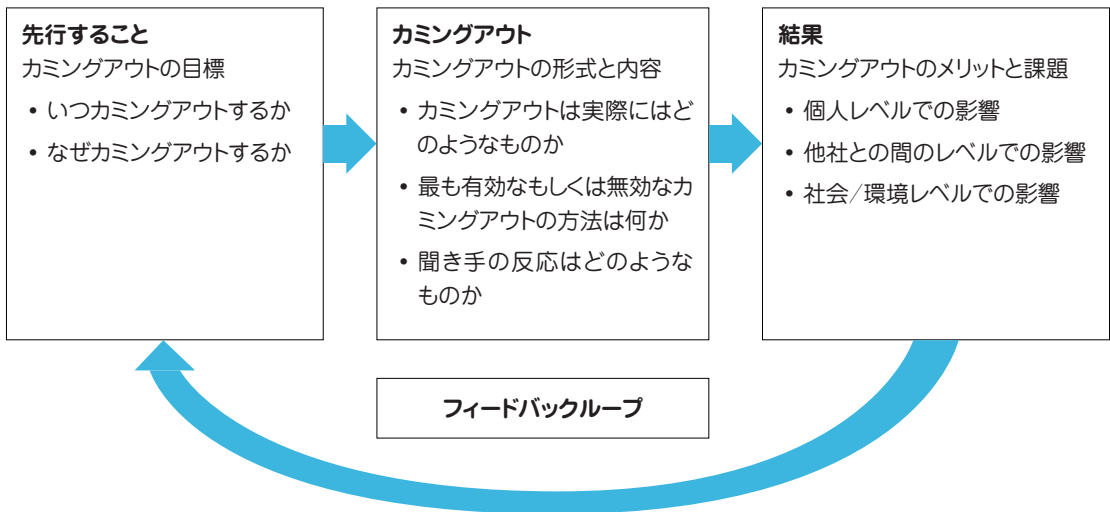 先行すること
カミングアウトの目標
• いつカミングアウトするか
• なぜカミングアウトするか
カミングアウト
カミングアウトの形式と内容
• カミングアウトは実際にはど
のようなものか
• 最も有効なもしくは無効なカ
ミングアウトの方法は何か
• 聞き手の反応はどのような
ものか
結果
カミングアウトのメリットと課題
• 個人レベルでの影響
• 他社との間のレベルでの影響
• 社会/環境レベルでの影響
フィードバックループ